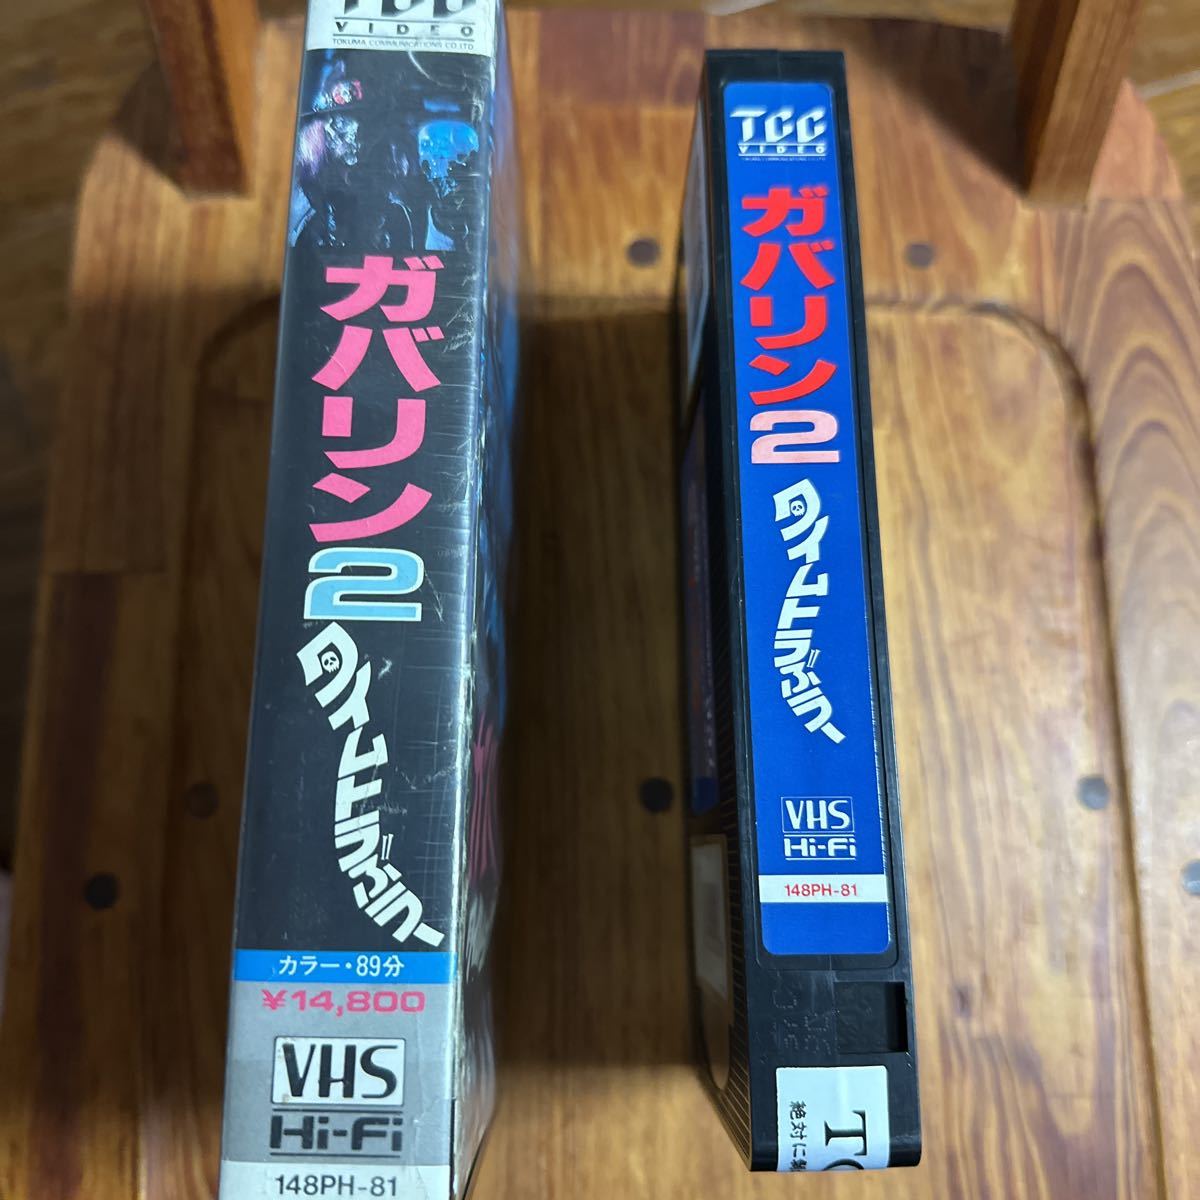 TCC
VIDEO
TOKUMA COMMUNICATIONS CO.LTD
ガバリン2
タイムトラぶラー
カラー・89分
¥14,800
VHS
Hi-Fi
148PH-81
TCC
VIDEO
ガバリン2
タイムトラぶラー
VHS
Hi-Fi
148PH-81
絶対に